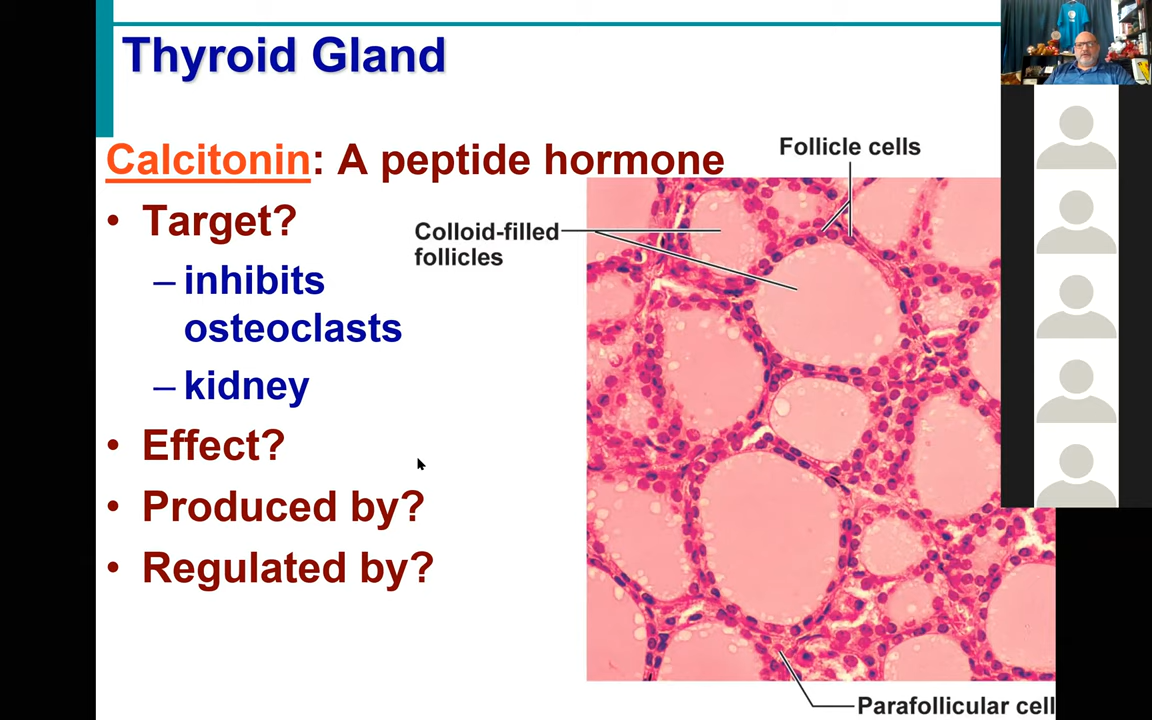 Thyroid Gland
Calcitonin: A peptide hormone
• Target?
– inhibits
osteoclasts
– kidney
• Effect?
• Produced by?
• Regulated by?
Follicle cells
Colloid-filled
follicles
Parafollicular cell